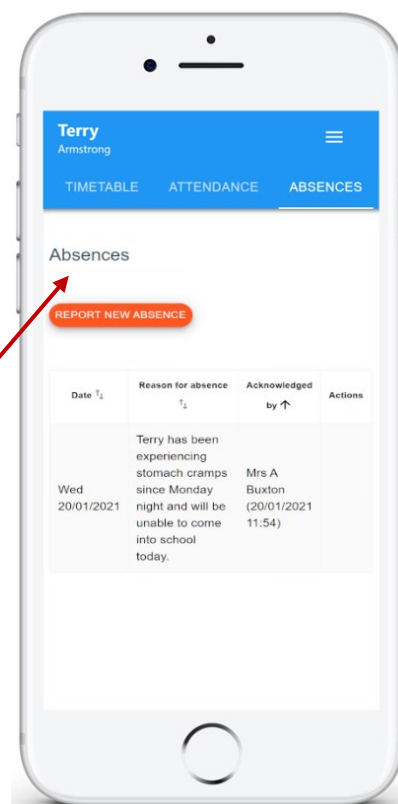 Terry
Armstrong
TIMETABLE ATTENDANCE ABSENCES
Absences
REPORT NEW ABSENCE
Date ↑↓ Reason for absence ↑↓ Acknowledged by ↑ Actions
Wed
20/01/2021
Terry has been
experiencing
stomach cramps
since Monday
night and will be
unable to come
into school
today.
Mrs A
Buxton
(20/01/2021
11:54)